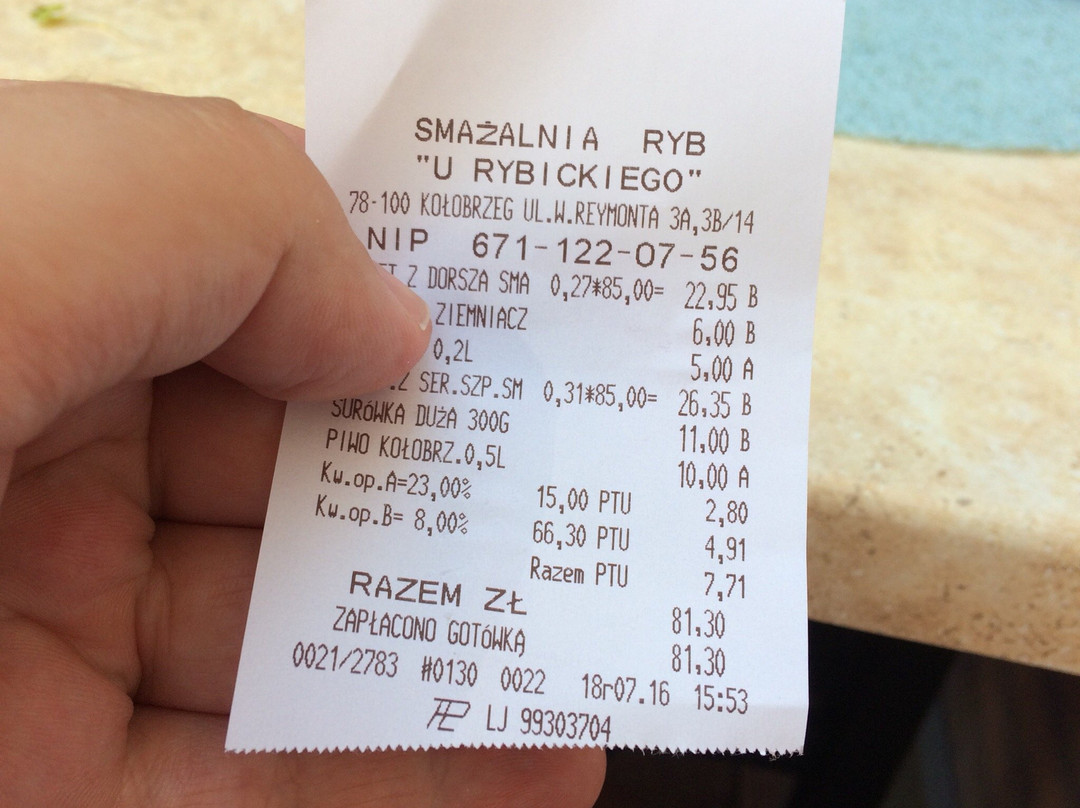 SMAŻALNIA RYB
"U RYBICKIEGO"
78-100 KOŁOBRZEG UL.W.REYMONTA 3A,3B/14
NIP 671-122-07-56
Z DORSZA SMA 0,27*85,00= 22,95 B
ZIEMNIACZ 6,00 B
0,2L 5,00 A
SER.SZP.SM 0,31*85,00= 26,35 B
SURÓWKA DUŻA 300G 11,00 B
PIWO KOŁOBRZ.0,5L 10,00 A
Kw.op.A=23,00% 15,00 PTU 2,80
Kw.op.B= 8,00% 66,30 PTU 4,91
Razem PTU 7,71
RAZEM ZŁ 81,30
ZAPŁACONO GOTÓWKĄ 81,30
0021/2783 #0130 0022 18r07.16 15:53
LJ 99303704